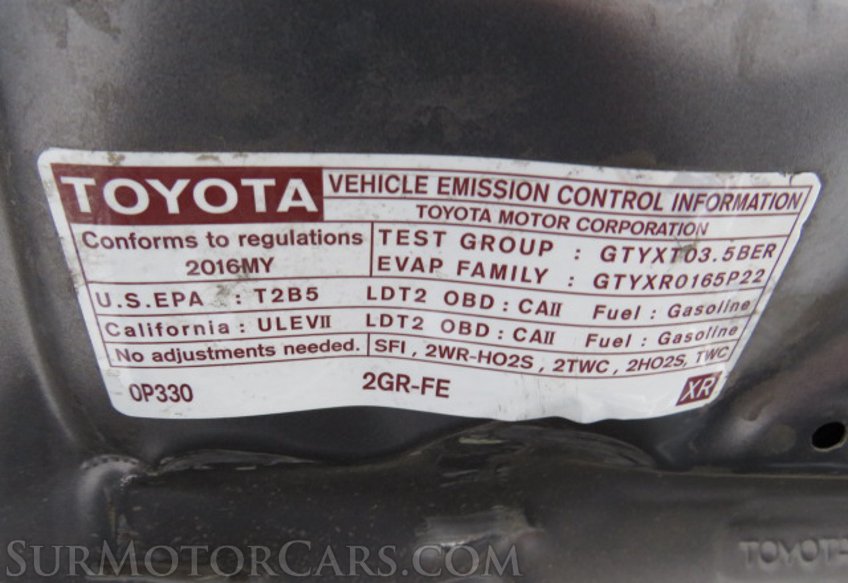 TOYOTA
VEHICLE EMISSION CONTROL INFORMATION
TOYOTA MOTOR CORPORATION
Conforms to regulations
2016MY
TEST GROUP : GTYXT03.5BER
EVAP FAMILY : GTYXR0165P22
U.S.EPA : T2B5 LDT2 OBD : CAII Fuel : Gasoline
California : ULEVII LDT2 OBD : CAII Fuel : Gasoline
No adjustments needed. SFI , 2WR-HO2S , 2TWC , 2HO2S, TWC
0P330 2GR-FE XR
TOYOTA
SurMotorCars.com